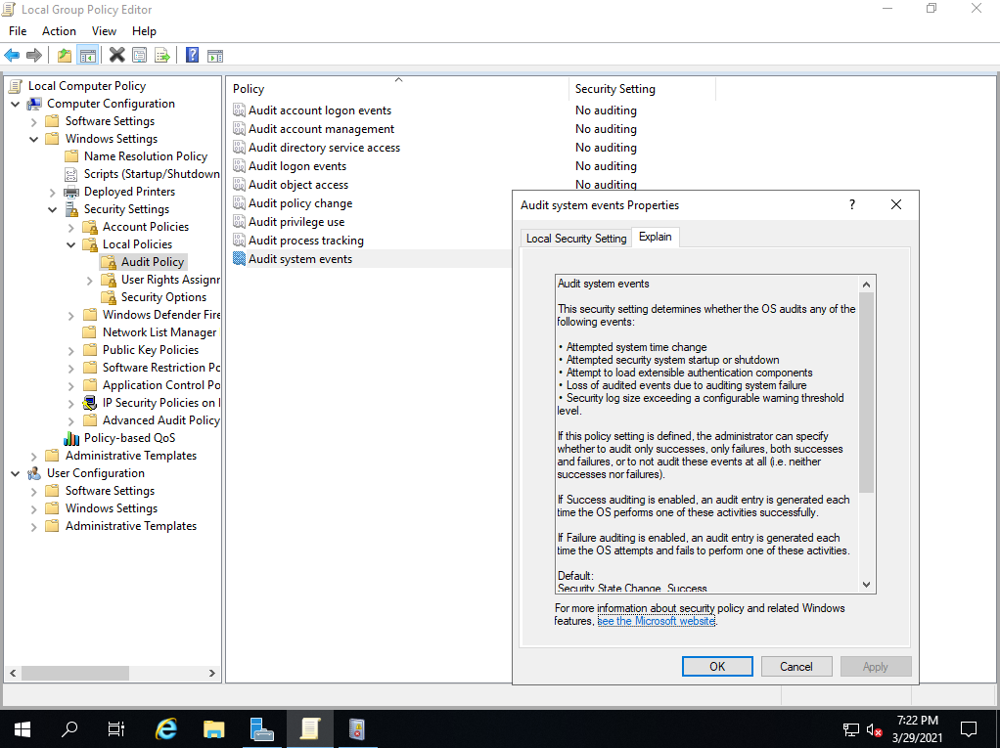 Local Group Policy Editor
File Action View Help
Local Computer Policy
Computer Configuration
Software Settings
Windows Settings
Name Resolution Policy
Scripts (Startup/Shutdown
Deployed Printers
Security Settings
Account Policies
Local Policies
Audit Policy
User Rights Assignr
Security Options
Windows Defender Fire
Network List Manager
Public Key Policies
Software Restriction Po
Application Control Po
IP Security Policies on l
Advanced Audit Policy
Policy-based QoS
Administrative Templates
User Configuration
Software Settings
Windows Settings
Administrative Templates
Policy Security Setting
Audit account logon events No auditing
Audit account management No auditing
Audit directory service access No auditing
Audit logon events No auditing
Audit object access No auditing
Audit policy change
Audit privilege use
Audit process tracking
Audit system events
Audit system events Properties ?
Local Security Setting Explain
Audit system events
This security setting determines whether the OS audits any of the
following events:
• Attempted system time change
• Attempted security system startup or shutdown
• Attempt to load extensible authentication components
• Loss of audited events due to auditing system failure
• Security log size exceeding a configurable warning threshold
level.
If this policy setting is defined, the administrator can specify
whether to audit only successes, only failures, both successes
and failures, or to not audit these events at all (i.e. neither
successes nor failures).
If Success auditing is enabled, an audit entry is generated each
time the OS performs one of these activities successfully.
If Failure auditing is enabled, an audit entry is generated each
time the OS attempts and fails to perform one of these activities.
Default:
Security State Change Success
For more information about security policy and related Windows
features, see the Microsoft website.
OK Cancel Apply
7:22 PM
3/29/2021